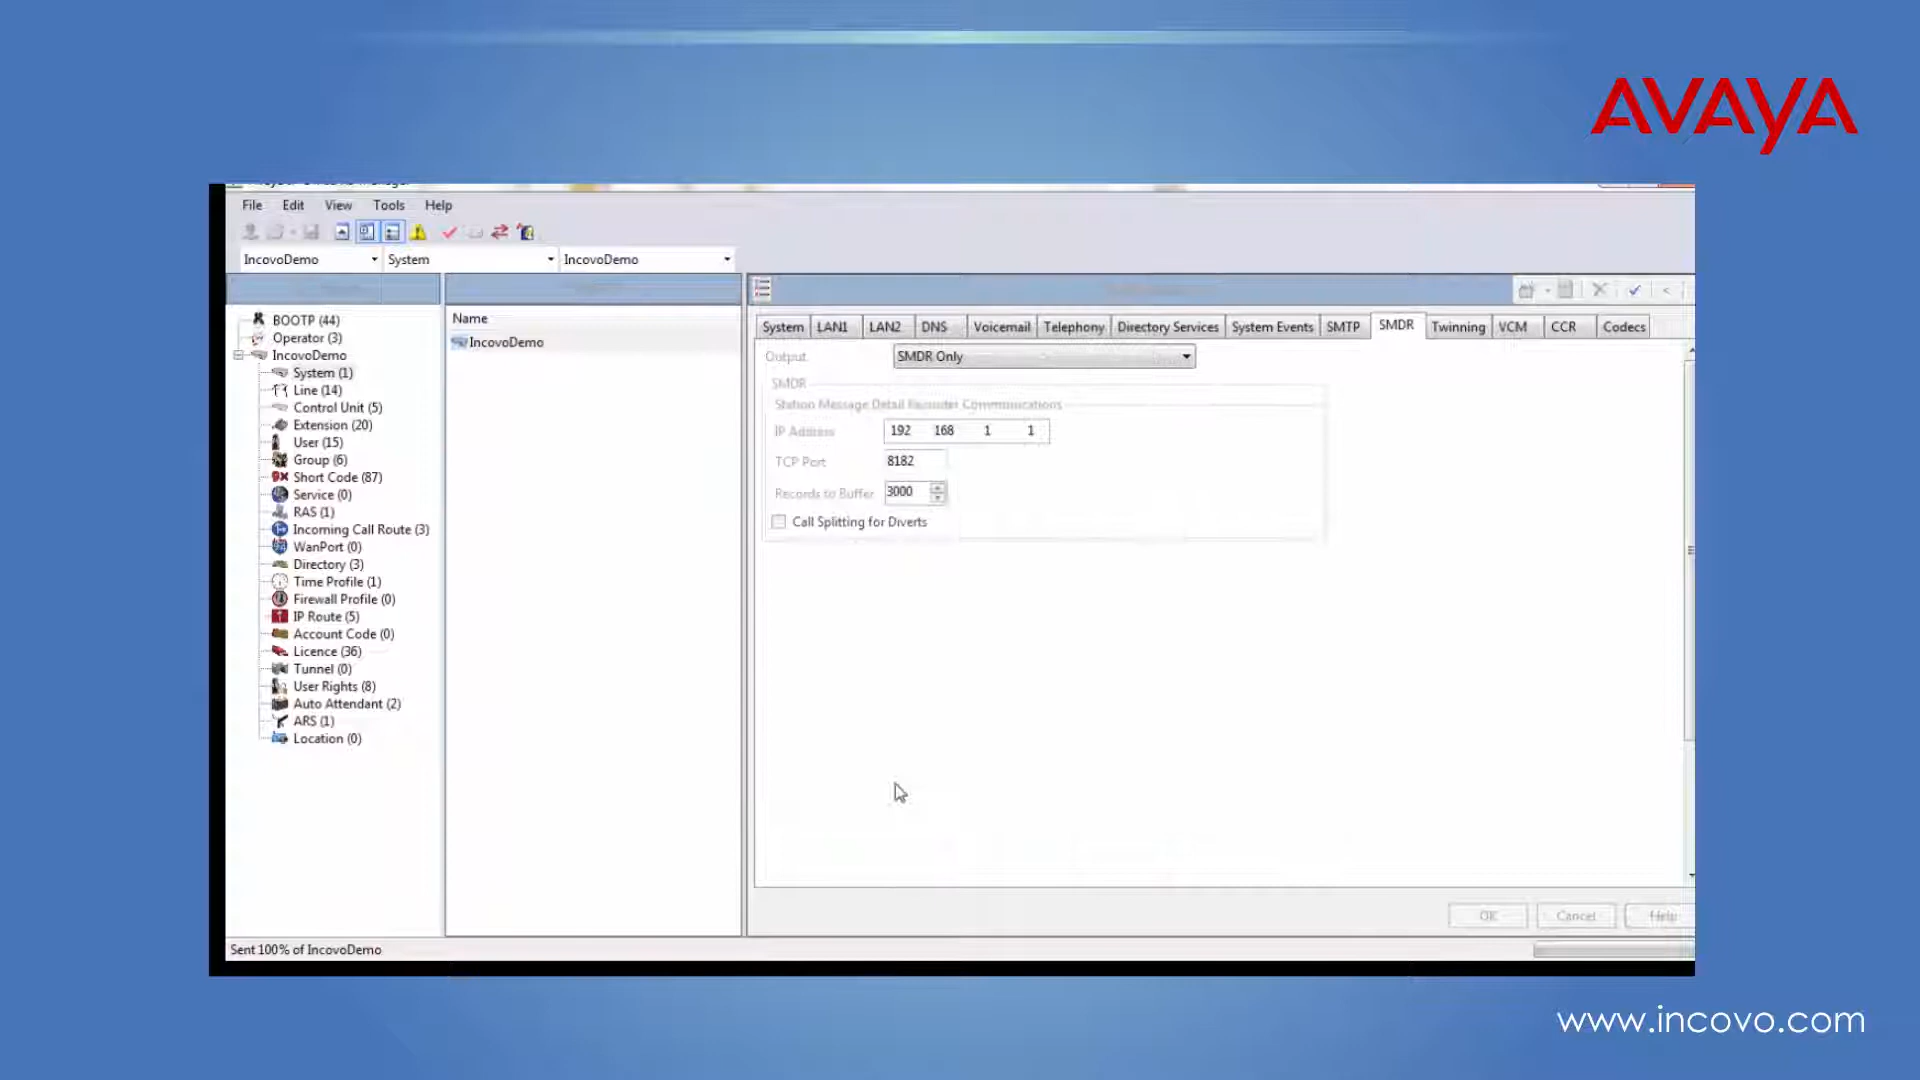 AVAYA
File Edit View Tools Help
IncovoDemo System IncovoDemo
BOOTP (44)
Operator (3)
IncovoDemo
System (1)
Line (14)
Control Unit (5)
Extension (20)
User (15)
Group (6)
Short Code (87)
Service (0)
RAS (1)
Incoming Call Route (3)
WanPort (0)
Directory (3)
Time Profile (1)
Firewall Profile (0)
IP Route (5)
Account Code (0)
Licence (36)
Tunnel (0)
User Rights (8)
Auto Attendant (2)
ARS (1)
Location (0)
Name
IncovoDemo
System LAN1 LAN2 DNS Voicemail Telephony Directory Services System Events SMTP SMDR Twinning VCM CCR Codecs
Output SMDR Only
SMDR
Station Message Detail Recorder Communications
IP Address 192 168 1 1
TCP Port 8182
Records to Buffer 3000
Call Splitting for Diverts
OK Cancel Help
Sent 100% of IncovoDemo
www.incovo.com